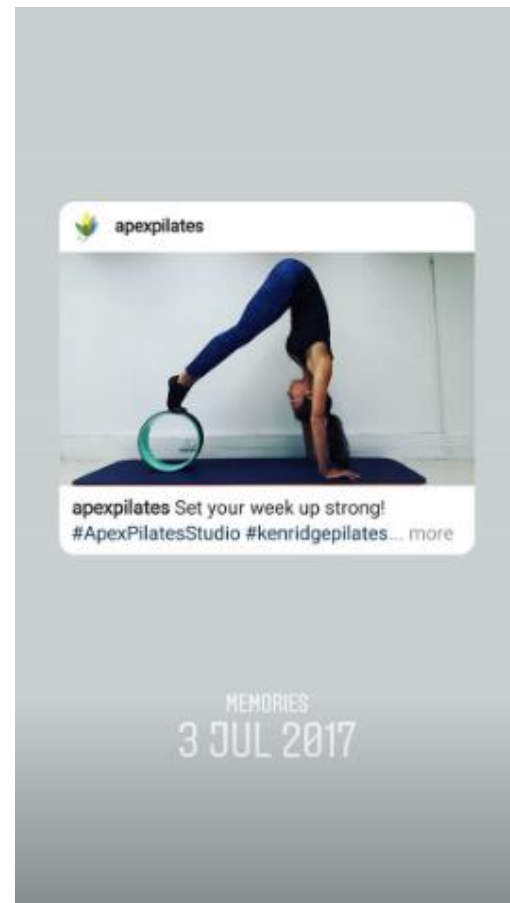 apexpilates
apexpilates Set your week up strong!
#ApexPilatesStudio #kenridgepilates... more
MEMORIES
3 JUL 2017